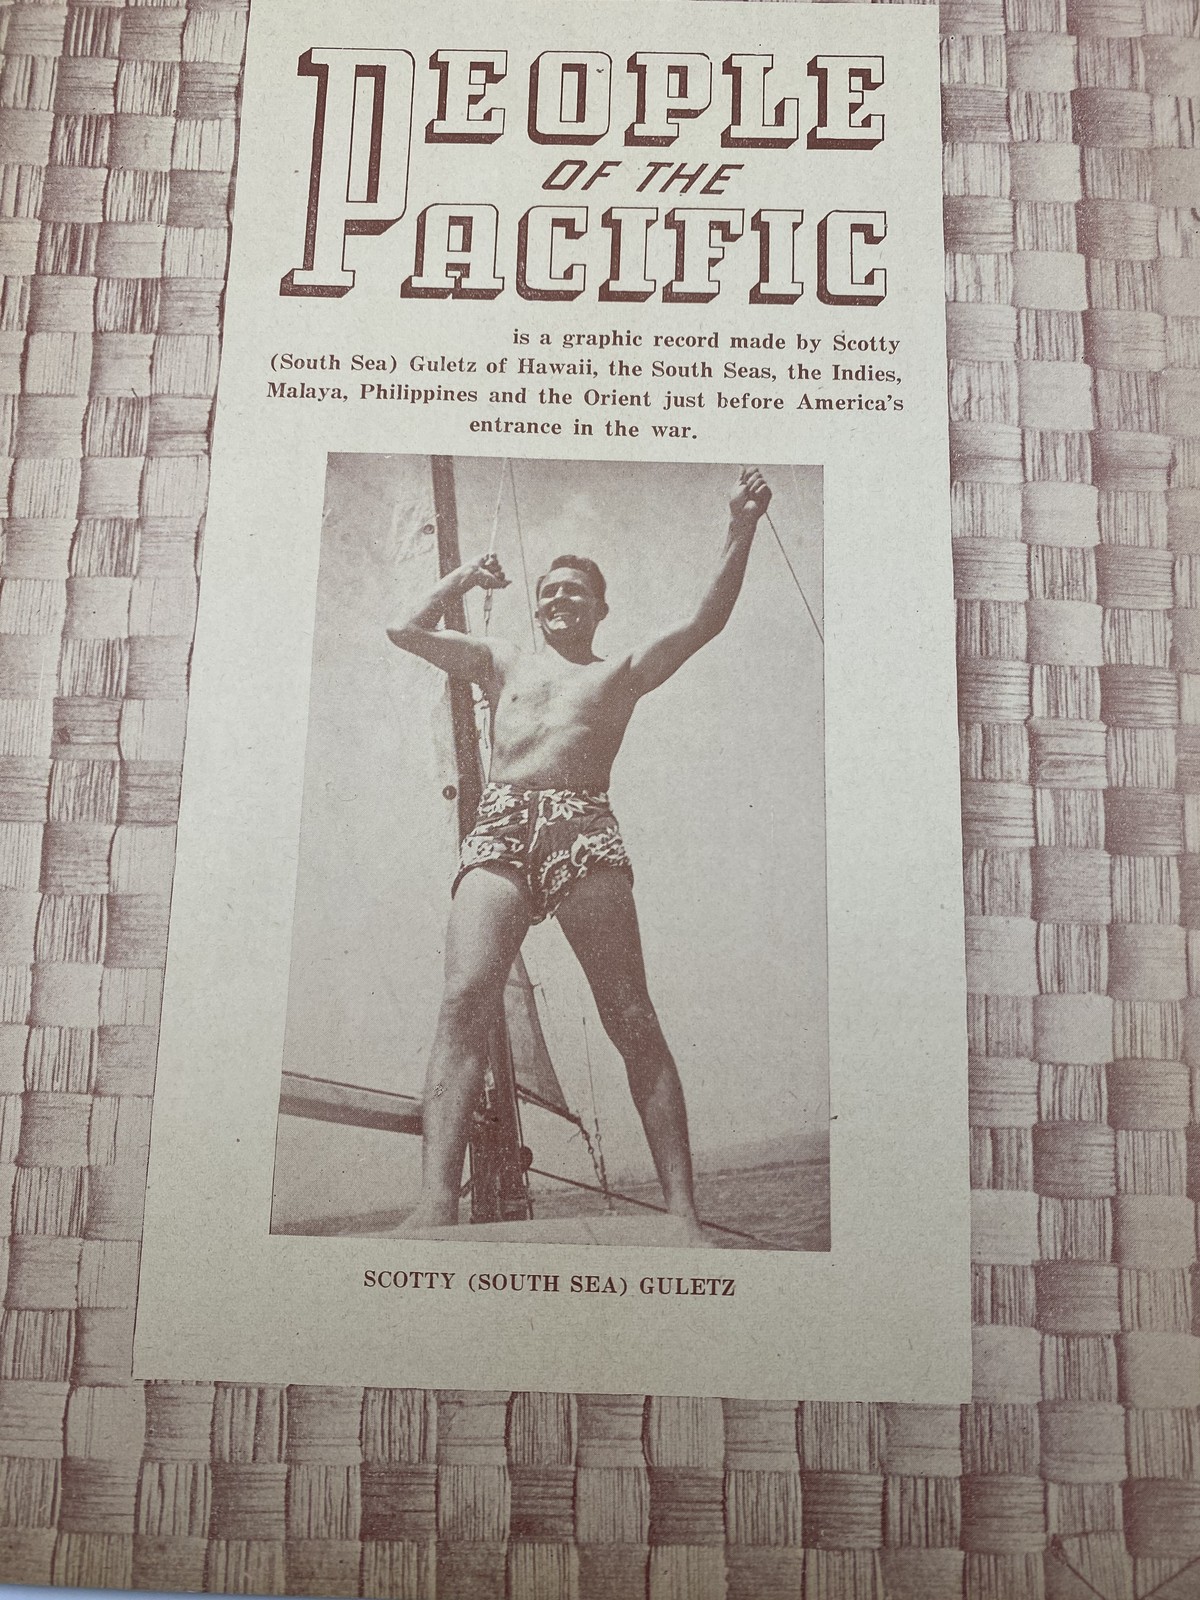 PEOPLE
OF THE
PACIFIC
is a graphic record made by Scotty
(South Sea) Guletz of Hawaii, the South Seas, the Indies,
Malaya, Philippines and the Orient just before America's
entrance in the war.
SCOTTY (SOUTH SEA) GULETZ